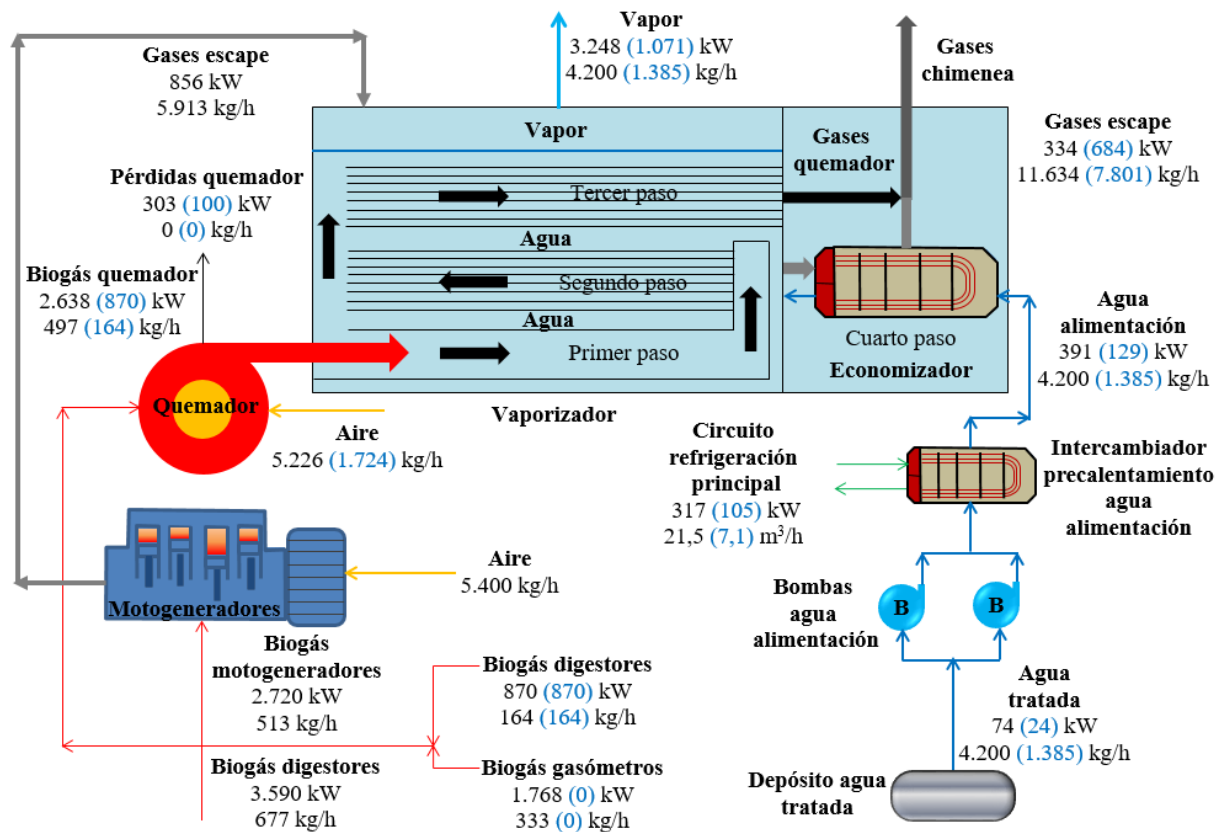 Gases escape
856 kW
5.913 kg/h
Vapor
3.248 (1.071) kW
4.200 (1.385) kg/h
Gases
chimenea
Gases escape
334 (684) kW
11.634 (7.801) kg/h
Vapor
Gases
quemador
Pérdidas quemador
303 (100) kW
0 (0) kg/h
Tercer paso
Agua
Biogás quemador
2.638 (870) kW
497 (164) kg/h
Segundo paso
Agua
Primer paso
Cuarto paso
Economizador
Agua
alimentación
391 (129) kW
4.200 (1.385) kg/h
Quemador
Vaporizador
Aire
5.226 (1.724) kg/h
Circuito
refrigeración
principal
317 (105) kW
21,5 (7,1) m³/h
Intercambiador
precalentamiento
agua
alimentación
Aire
5.400 kg/h
Motogeneradores
Bombas
agua
alimentación
B
B
Biogás
motogeneradores
2.720 kW
513 kg/h
Biogás digestores
870 (870) kW
164 (164) kg/h
Agua
tratada
74 (24) kW
4.200 (1.385) kg/h
Biogás digestores
3.590 kW
677 kg/h
Biogás gasómetros
1.768 (0) kW
333 (0) kg/h
Depósito agua
tratada